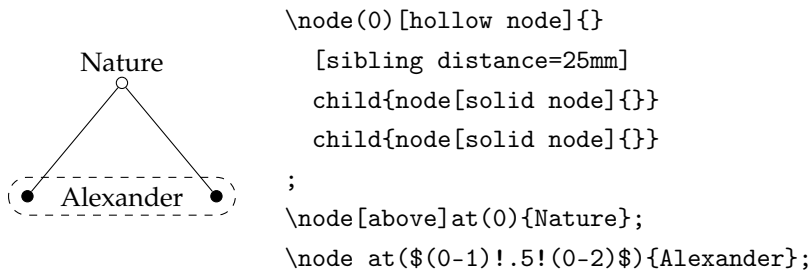 Nature
Alexander
\node(0)[hollow node]{}
[sibling distance=25mm]
child{node[solid node]{}}
child{node[solid node]{}}
;
\node[above]at(0){Nature};
\node at($(0-1)!.5!(0-2)$){Alexander};